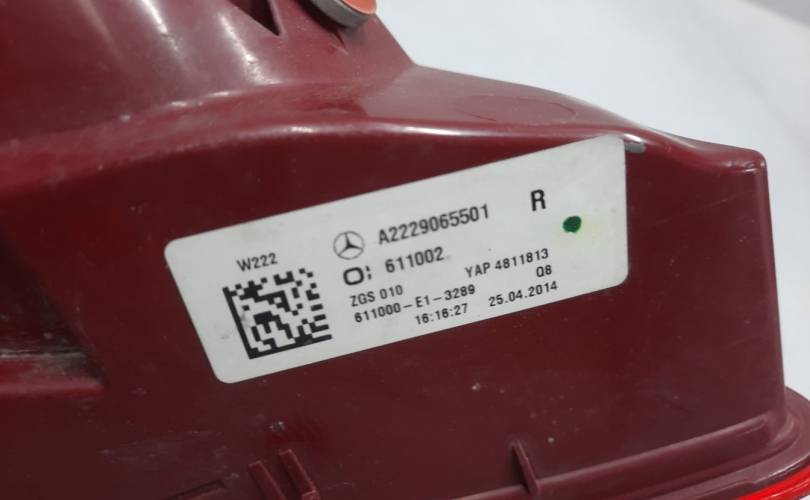 W222
A2229065501 R
611002
ZGS 010 YAP 4811813
611000-E1-3289 Q8
16:16:27 25.04.2014